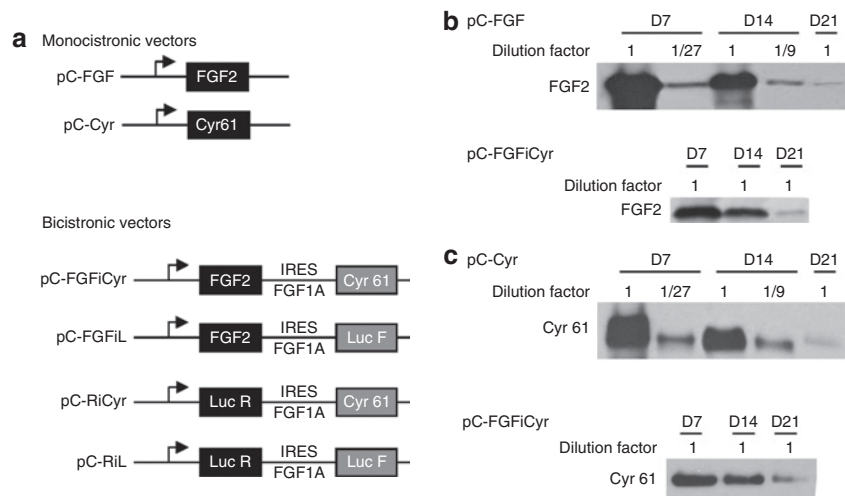 a
Monocistronic vectors
pC-FGF
FGF2
pC-Cyr
Cyr61
Bicistronic vectors
pC-FGFiCyr
FGF2
IRES
FGF1A
Cyr 61
pC-FGFiL
FGF2
IRES
FGF1A
Luc F
pC-RiCyr
Luc R
IRES
FGF1A
Cyr 61
pC-RiL
Luc R
IRES
FGF1A
Luc F
b
pC-FGF
D7 D14 D21
Dilution factor 1 1/27 1 1/9 1
FGF2
pC-FGFiCyr
D7 D14 D21
Dilution factor 1 1 1
FGF2
c
pC-Cyr
D7 D14 D21
Dilution factor 1 1/27 1 1/9 1
Cyr 61
pC-FGFiCyr
D7 D14 D21
Dilution factor 1 1 1
Cyr 61